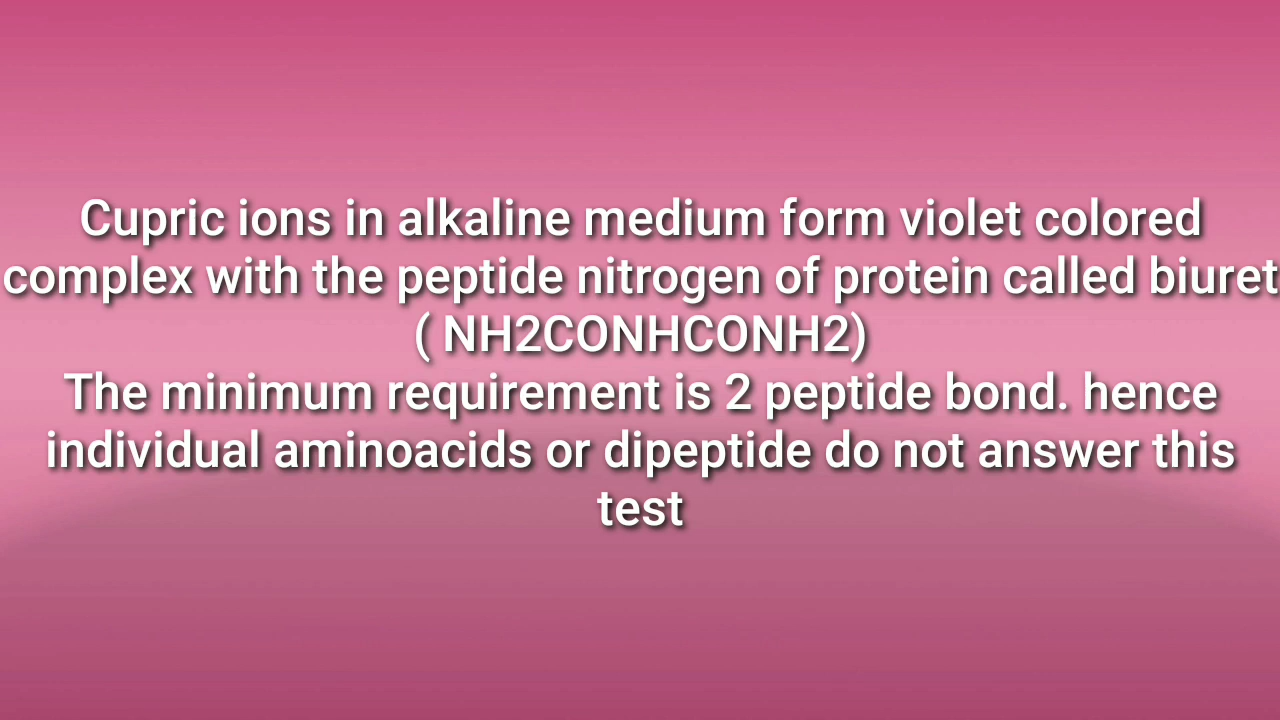 Cupric ions in alkaline medium form violet colored
complex with the peptide nitrogen of protein called biuret
( NH2CONHCONH2)
The minimum requirement is 2 peptide bond. hence
individual aminoacids or dipeptide do not answer this
test